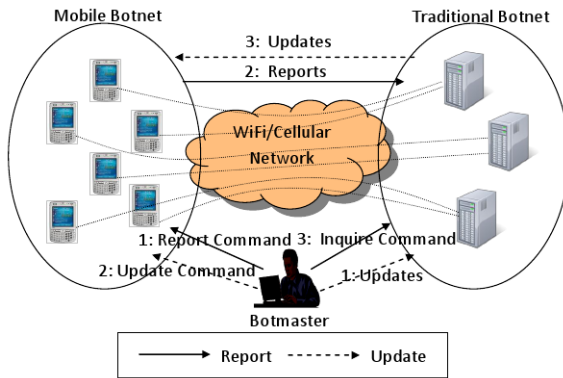 Mobile Botnet
Traditional Botnet
3: Updates
2: Reports
WiFi/Cellular
Network
1: Report Command
3: Inquire Command
2: Update Command
1: Updates
Botmaster
Report
Update